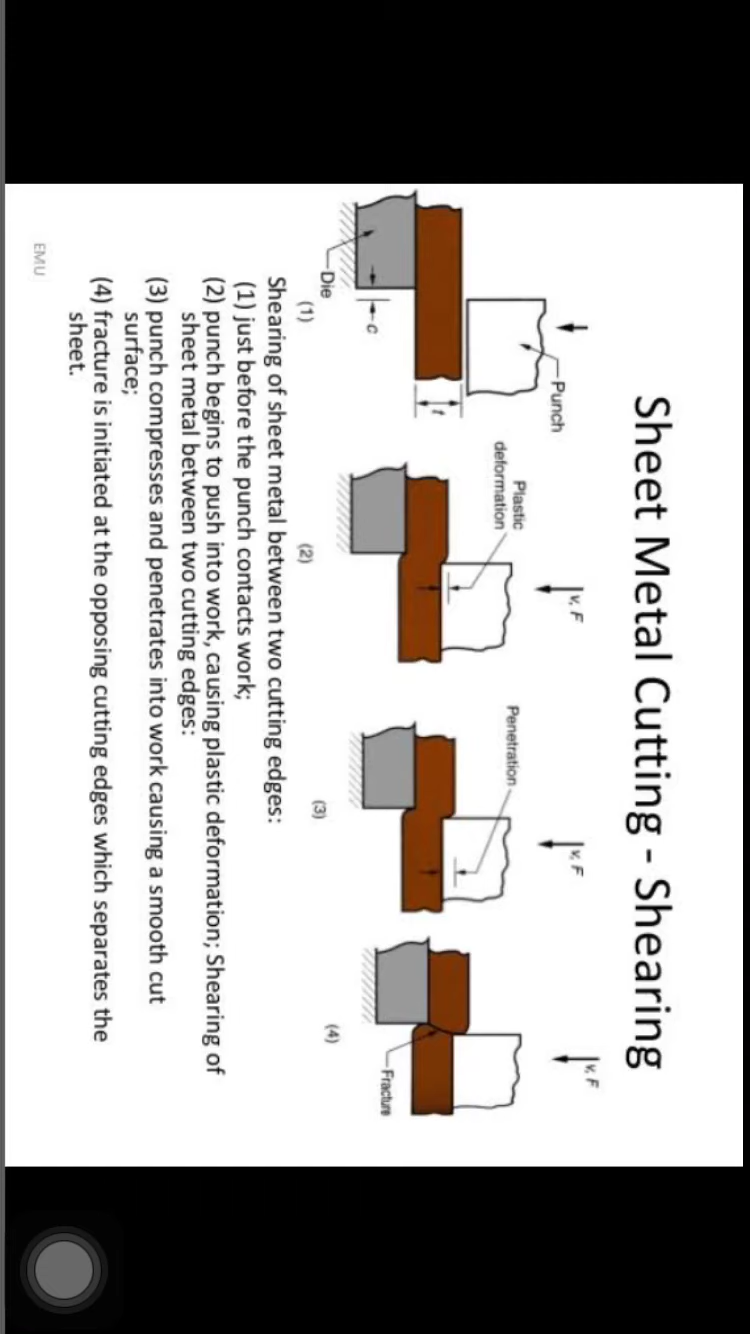 Sheet Metal Cutting - Shearing
v, F
v, F
v, F
Punch
Plastic
deformation
Penetration
t
c
Die
Fracture
(1)
(2)
(3)
(4)
Shearing of sheet metal between two cutting edges:
(1) just before the punch contacts work;
(2) punch begins to push into work, causing plastic deformation; Shearing of
sheet metal between two cutting edges:
(3) punch compresses and penetrates into work causing a smooth cut
surface;
(4) fracture is initiated at the opposing cutting edges which separates the
sheet.
EMU